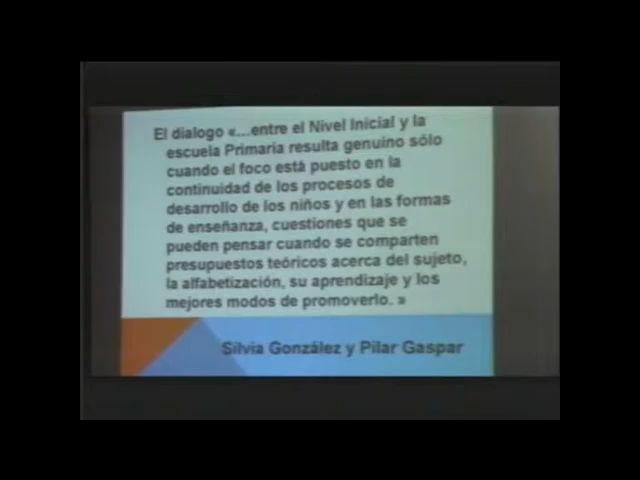 El dialogo «...entre el Nivel Inicial y la
escuela Primaria resulta genuino sólo
cuando el foco está puesto en la
continuidad de los procesos de
desarrollo de los niños y en las formas
de enseñanza, cuestiones que se
pueden pensar cuando se comparten
presupuestos teóricos acerca del sujeto,
la alfabetización, su aprendizaje y los
mejores modos de promoverlo. »
Silvia González y Pilar Gaspar